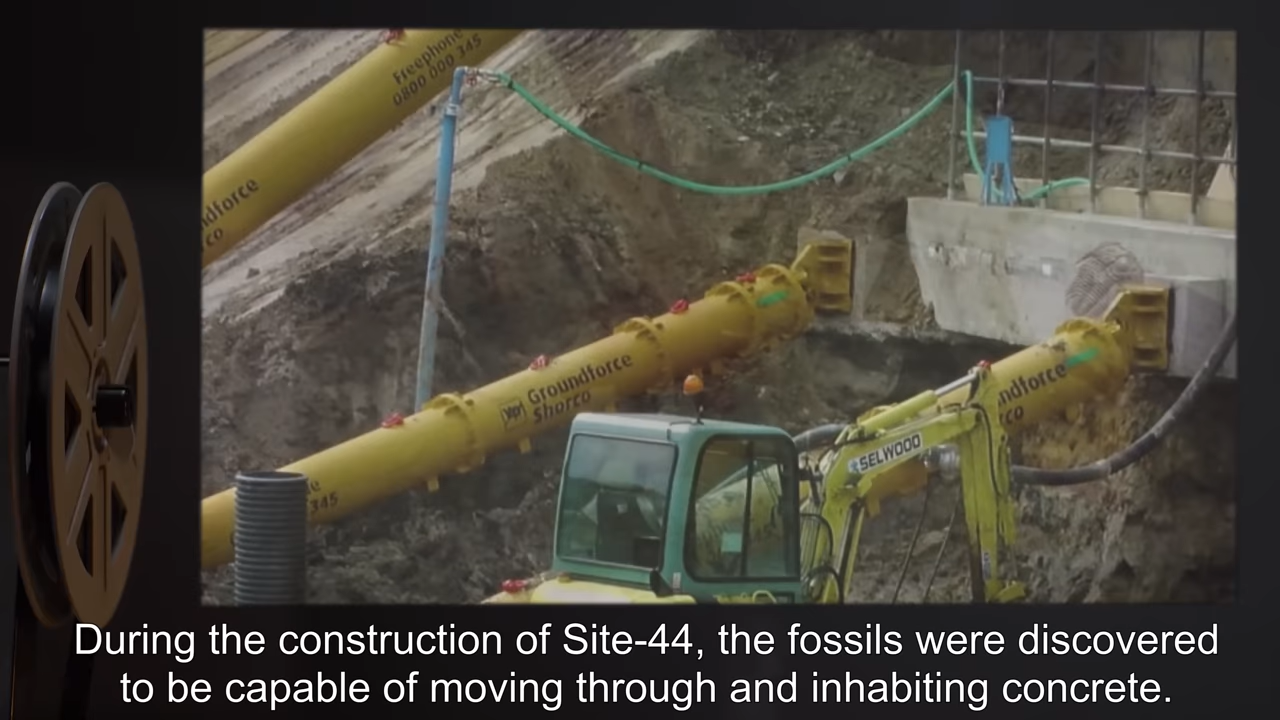 Freephone
0800 000 345
ndforce
co
Groundforce
Shorco
ndforce
co
345
SELWOOD
During the construction of Site-44, the fossils were discovered
to be capable of moving through and inhabiting concrete.